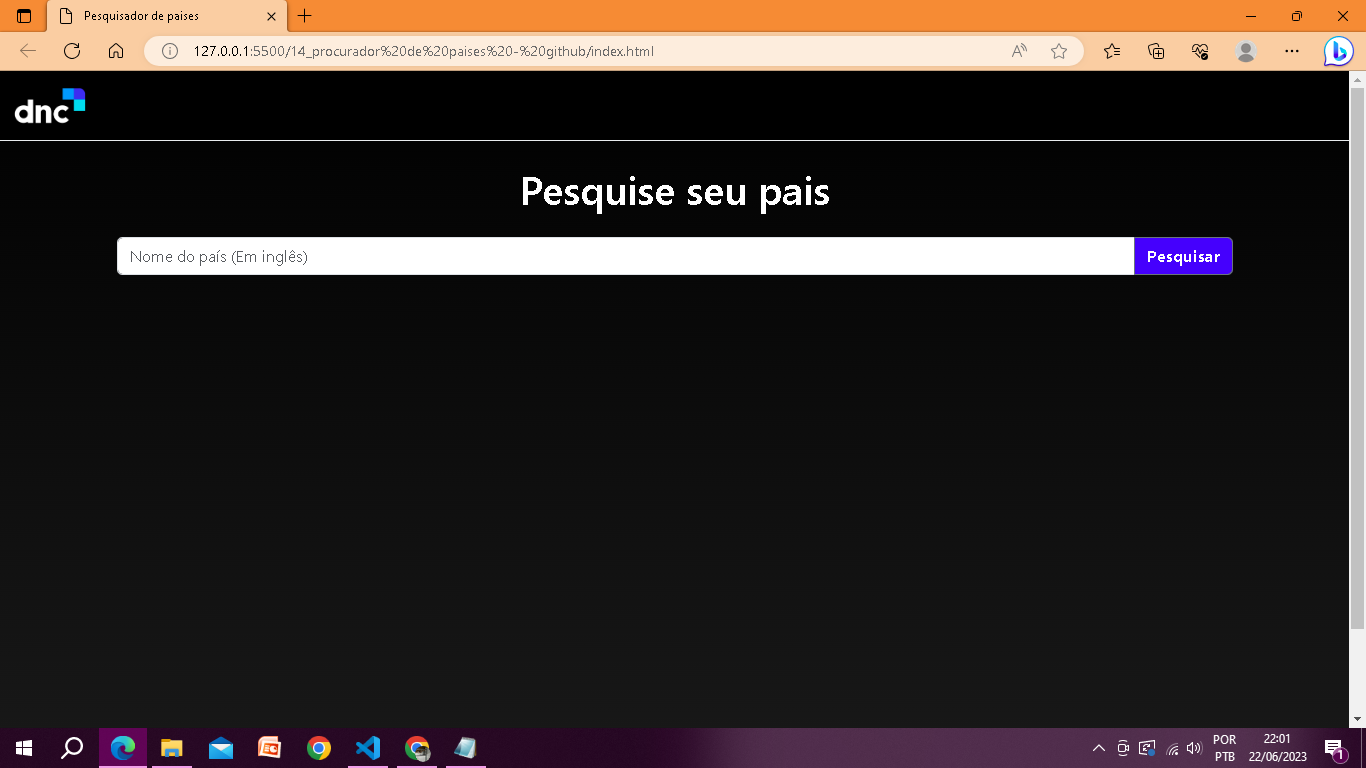 Pesquisador de paises
127.0.0.1:5500/14_procurador%20de%20paises%20-%20github/index.html
dnc
Pesquise seu pais
Nome do país (Em inglês)
Pesquisar
POR
PTB
22:01
22/06/2023
1